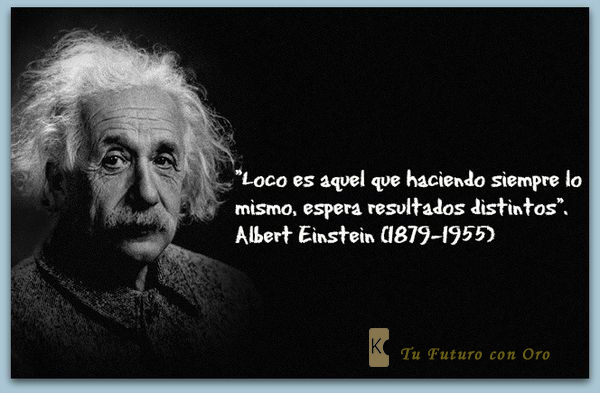 "Loco es aquel que haciendo siempre lo
mismo, espera resultados distintos".
Albert Einstein (1879-1955)
K
Tu Futuro con Oro